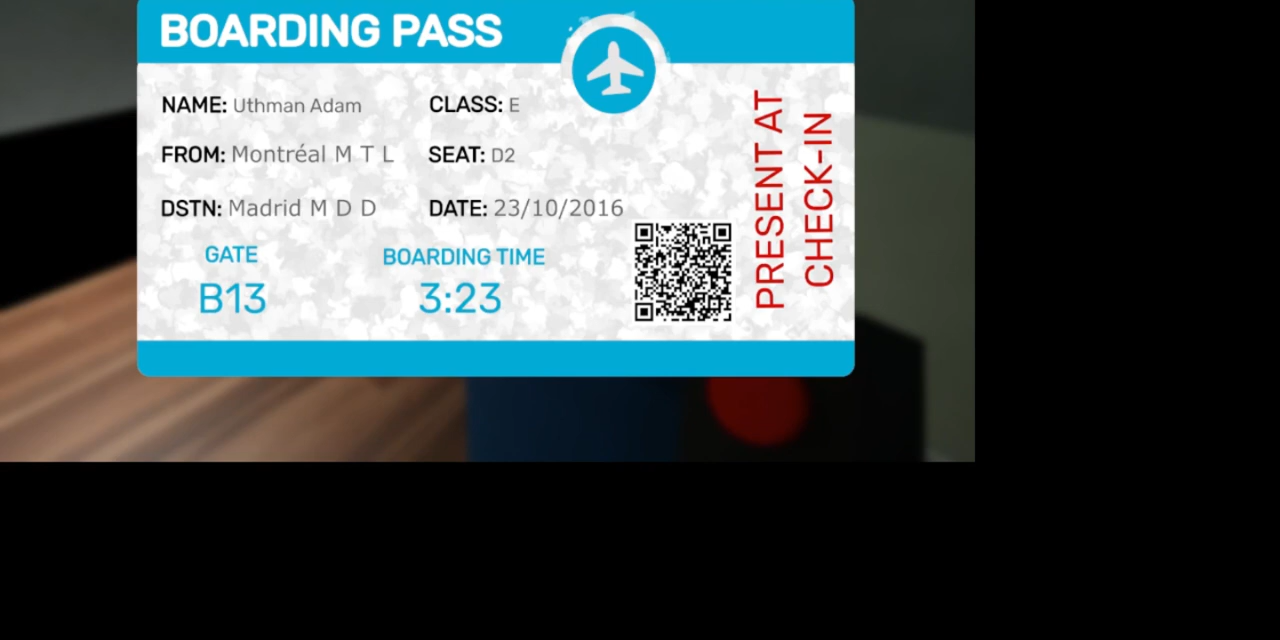 BOARDING PASS
NAME: Uthman Adam
CLASS: E
FROM: Montréal M T L
SEAT: D2
DSTN: Madrid M D D
DATE: 23/10/2016
GATE
BOARDING TIME
B13
3:23
PRESENT AT
CHECK-IN